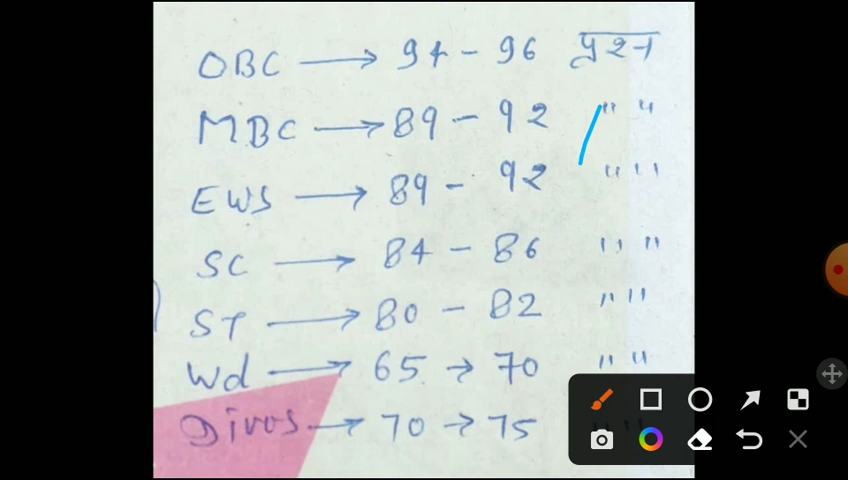 OBC → 94 - 96 प्रश्न
MBC → 89 - 92 " "
EWS → 89 - 92 " "
SC → 84 - 86 " "
ST → 80 - 82 " "
Wd → 65 → 70 " "
Divos → 70 → 75 " "